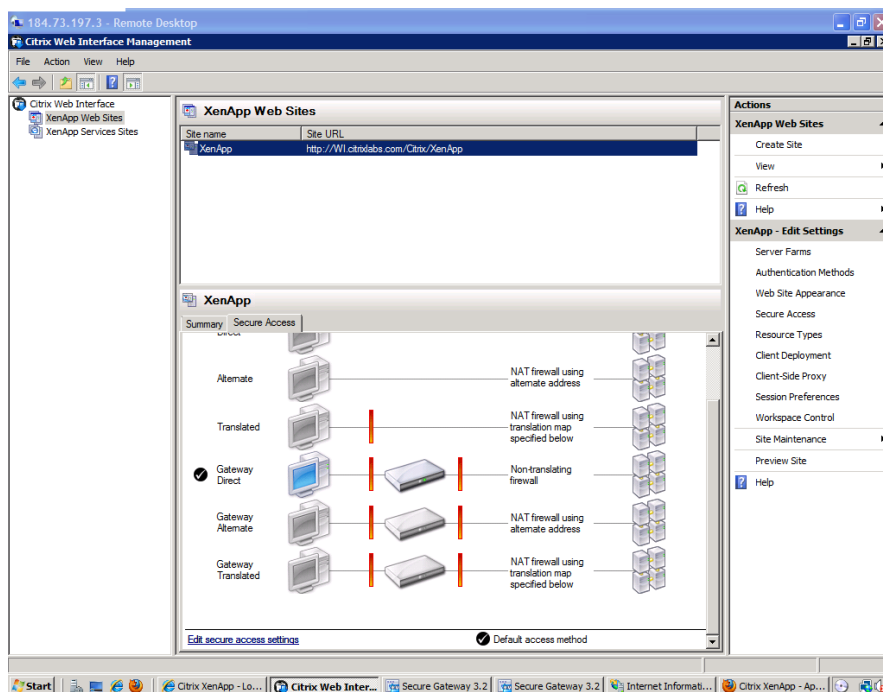 184.73.197.3 - Remote Desktop
Citrix Web Interface Management
File Action View Help
Citrix Web Interface
XenApp Web Sites
XenApp Services Sites
XenApp Web Sites
Site name Site URL
XenApp http://WI.citrixlabs.com/Citrix/XenApp
XenApp
Summary Secure Access
Direct
Alternate
NAT firewall using
alternate address
Translated
NAT firewall using
translation map
specified below
Gateway
Direct
Non-translating
firewall
Gateway
Alternate
NAT firewall using
alternate address
Gateway
Translated
NAT firewall using
translation map
specified below
Edit secure access settings
Default access method
Actions
XenApp Web Sites
Create Site
View
Refresh
Help
XenApp - Edit Settings
Server Farms
Authentication Methods
Web Site Appearance
Secure Access
Resource Types
Client Deployment
Client-Side Proxy
Session Preferences
Workspace Control
Site Maintenance
Preview Site
Help
Start Citrix XenApp - Lo... Citrix Web Inter... Secure Gateway 3.2 Secure Gateway 3.2 Internet Informati... Citrix XenApp - Ap...